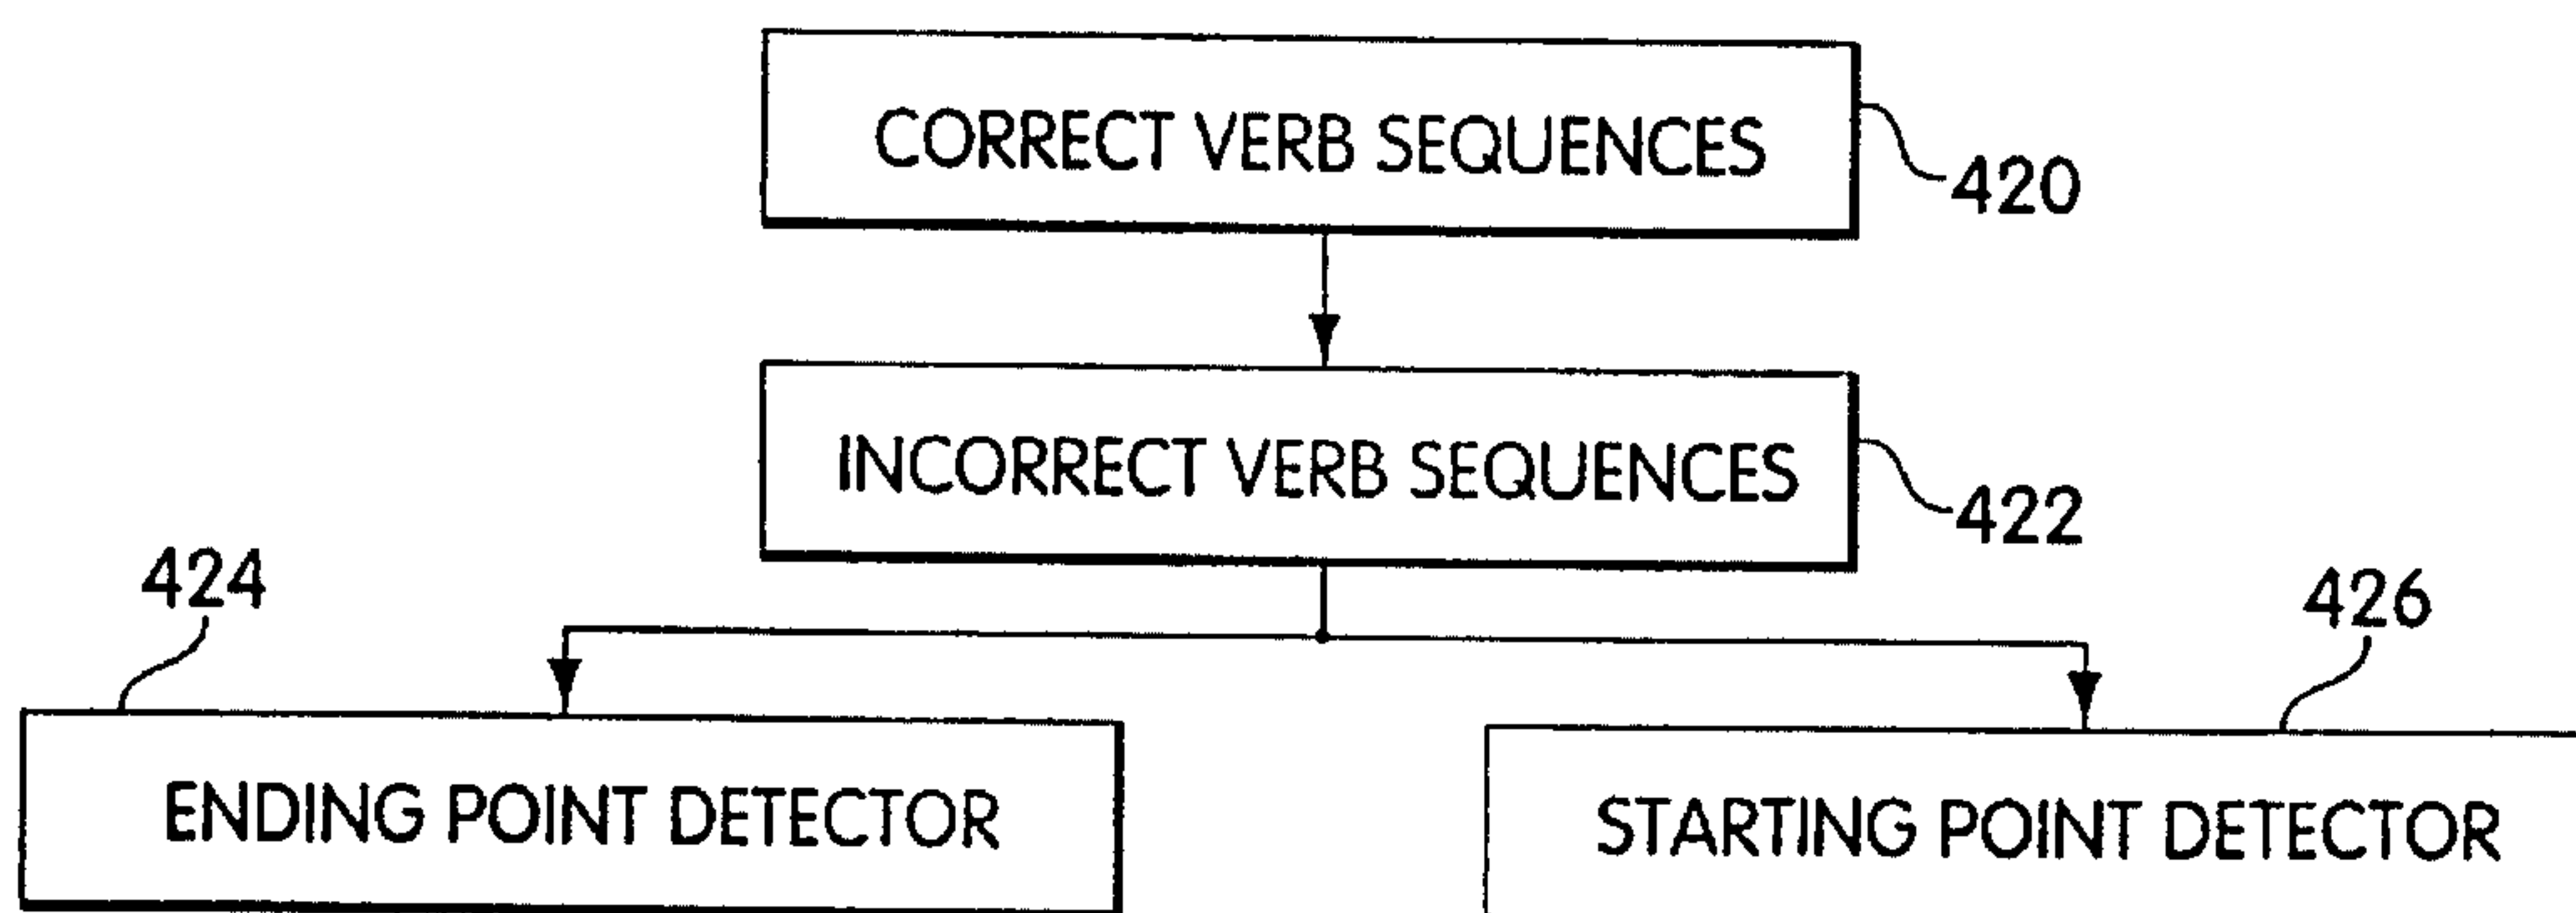 CORRECT VERB SEQUENCES
420
INCORRECT VERB SEQUENCES
422
424
426
ENDING POINT DETECTOR
STARTING POINT DETECTOR